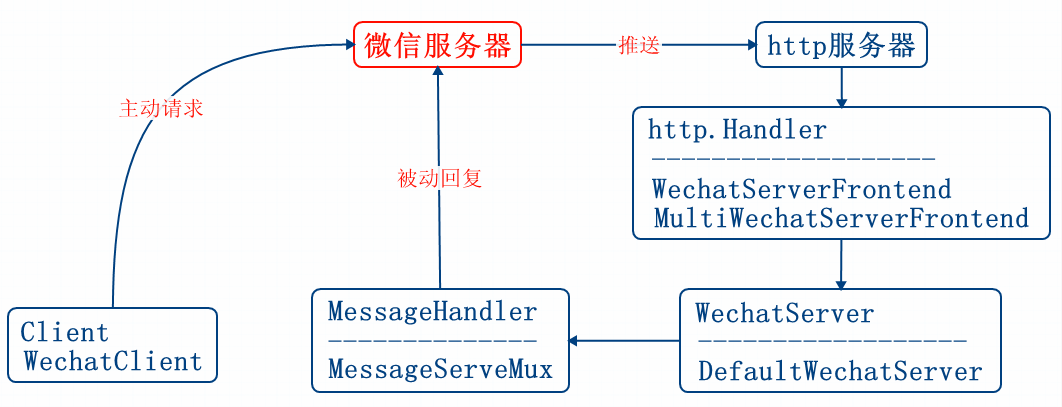 微信服务器
推送
http服务器
主动请求
http.Handler
-------------------
WechatServerFrontend
MultiWechatServerFrontend
被动回复
Client
WechatClient
MessageHandler
--------------
MessageServeMux
WechatServer
------------------
DefaultWechatServer